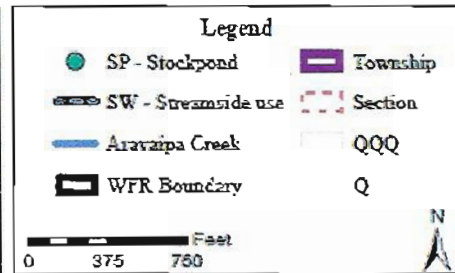 Legend
SP - Stockpond Township
SW - Streamside use Section
Aravaipa Creek QQQ
WFR Boundary Q
N
Feet
0 375 750